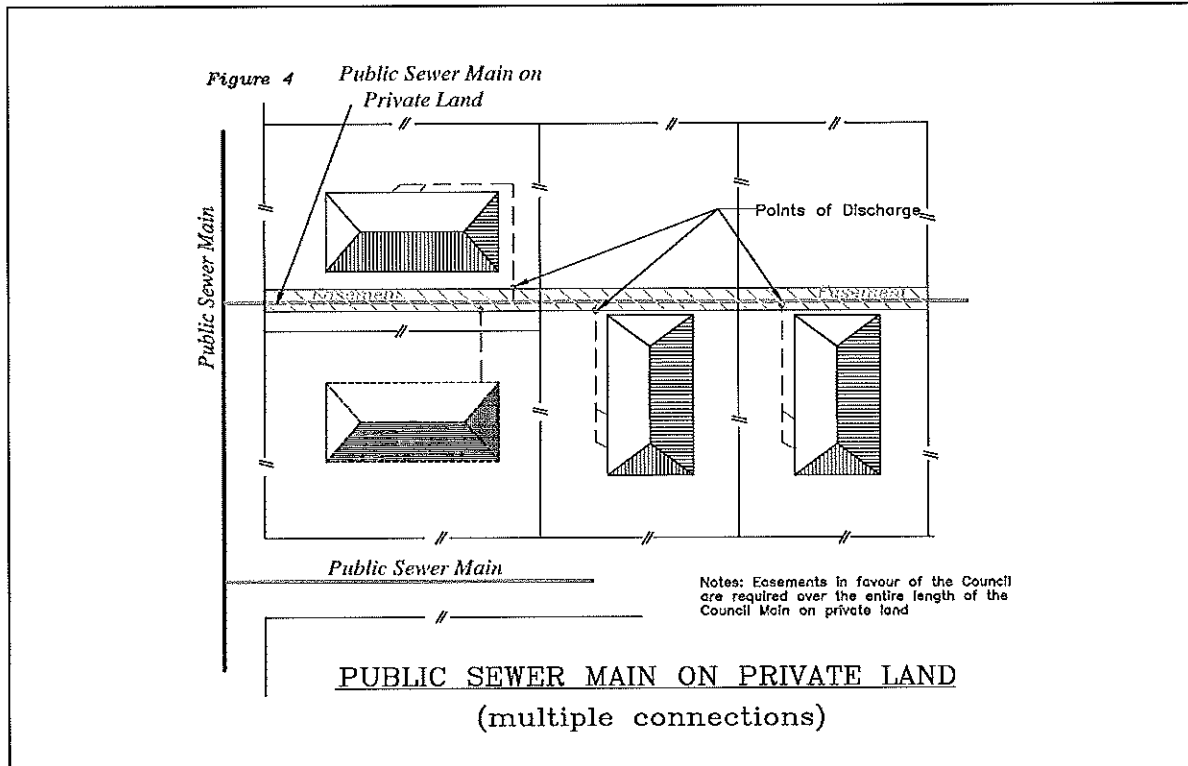 Figure 4
Public Sewer Main on
Private Land
Public Sewer Main
Points of Discharge
Easement
Easement
Public Sewer Main
Notes: Easements in favour of the Council
are required over the entire length of the
Council Main on private land
PUBLIC SEWER MAIN ON PRIVATE LAND
(multiple connections)